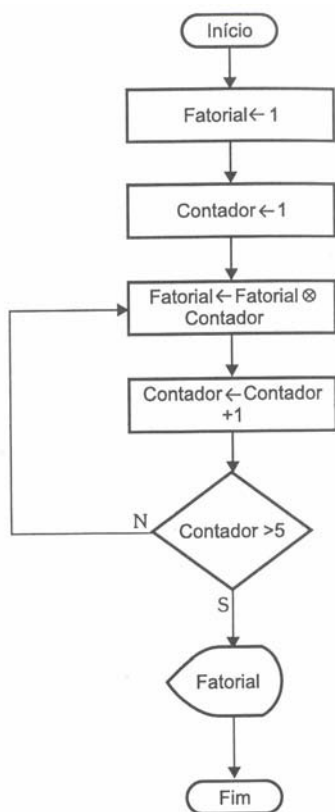 Início
Fatorial←1
Contador←1
Fatorial←Fatorial ⊗
Contador
Contador←Contador
+1
N
Contador >5
S
Fatorial
Fim